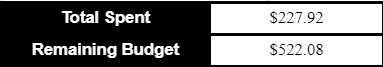 Total Spent $227.92
Remaining Budget $522.08